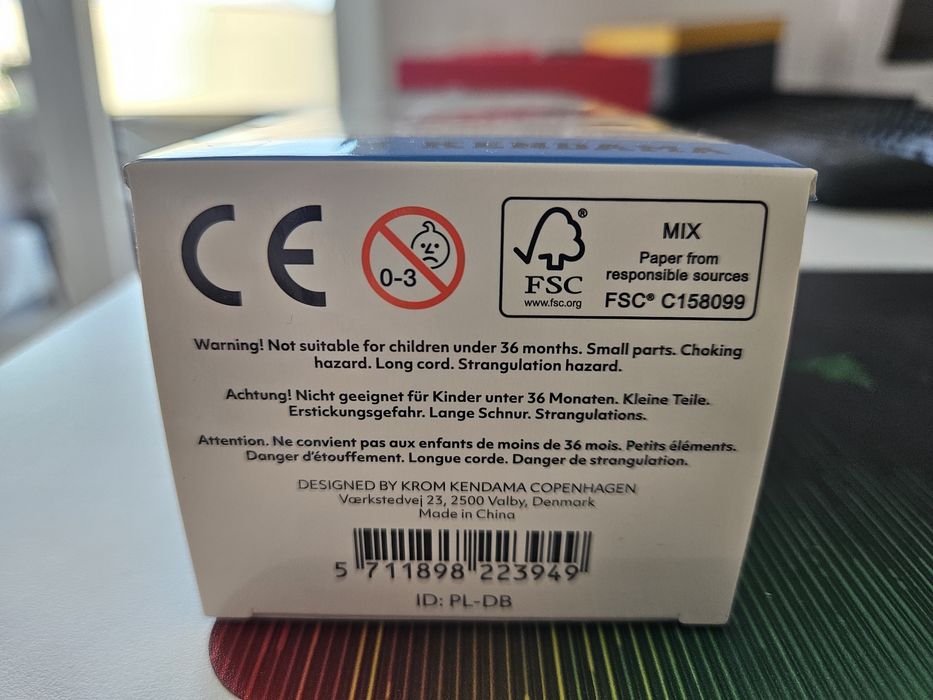 KENDAMA
CE
0-3
FSC®
www.fsc.org
MIX
Paper from
responsible sources
FSC® C158099
Warning! Not suitable for children under 36 months. Small parts. Choking
hazard. Long cord. Strangulation hazard.
Achtung! Nicht geeignet für Kinder unter 36 Monaten. Kleine Teile.
Erstickungsgefahr. Lange Schnur. Strangulations.
Attention. Ne convient pas aux enfants de moins de 36 mois. Petits éléments.
Danger d'étouffement. Longue corde. Danger de strangulation.
DESIGNED BY KROM KENDAMA COPENHAGEN
Værkstedvej 23, 2500 Valby, Denmark
Made in China
5 711898 223949
ID: PL-DB